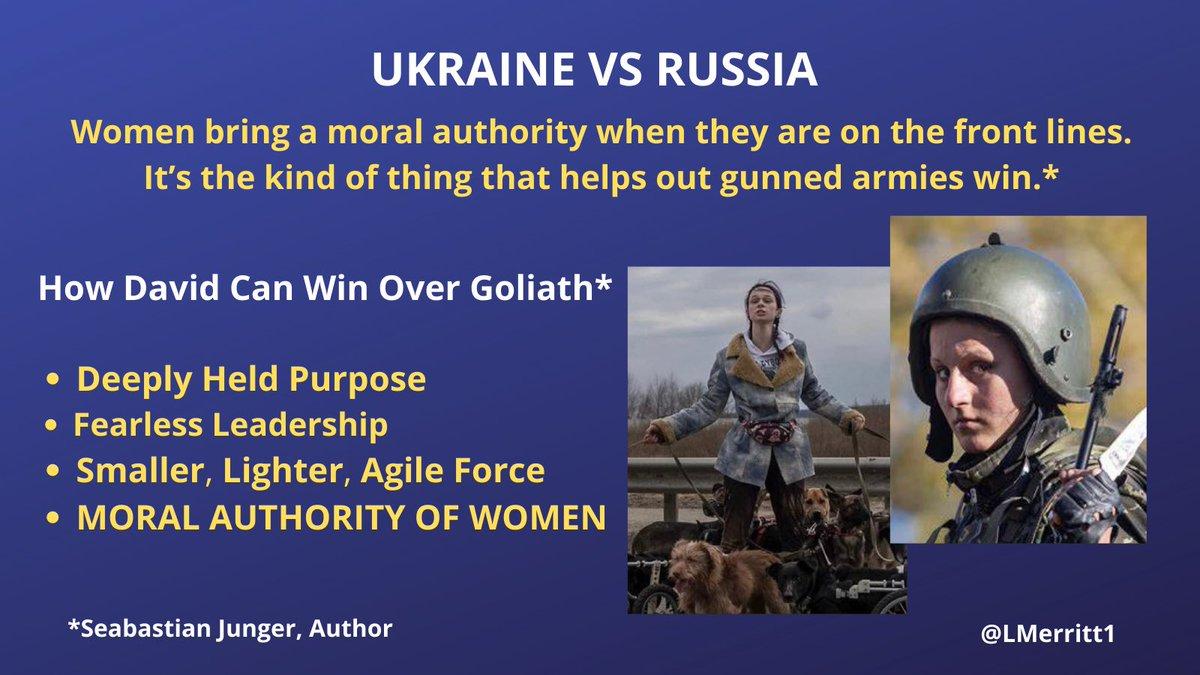 UKRAINE VS RUSSIA
Women bring a moral authority when they are on the front lines.
It's the kind of thing that helps out gunned armies win.*
How David Can Win Over Goliath*
• Deeply Held Purpose
• Fearless Leadership
• Smaller, Lighter, Agile Force
• MORAL AUTHORITY OF WOMEN
*Seabastian Junger, Author
@LMerritt1